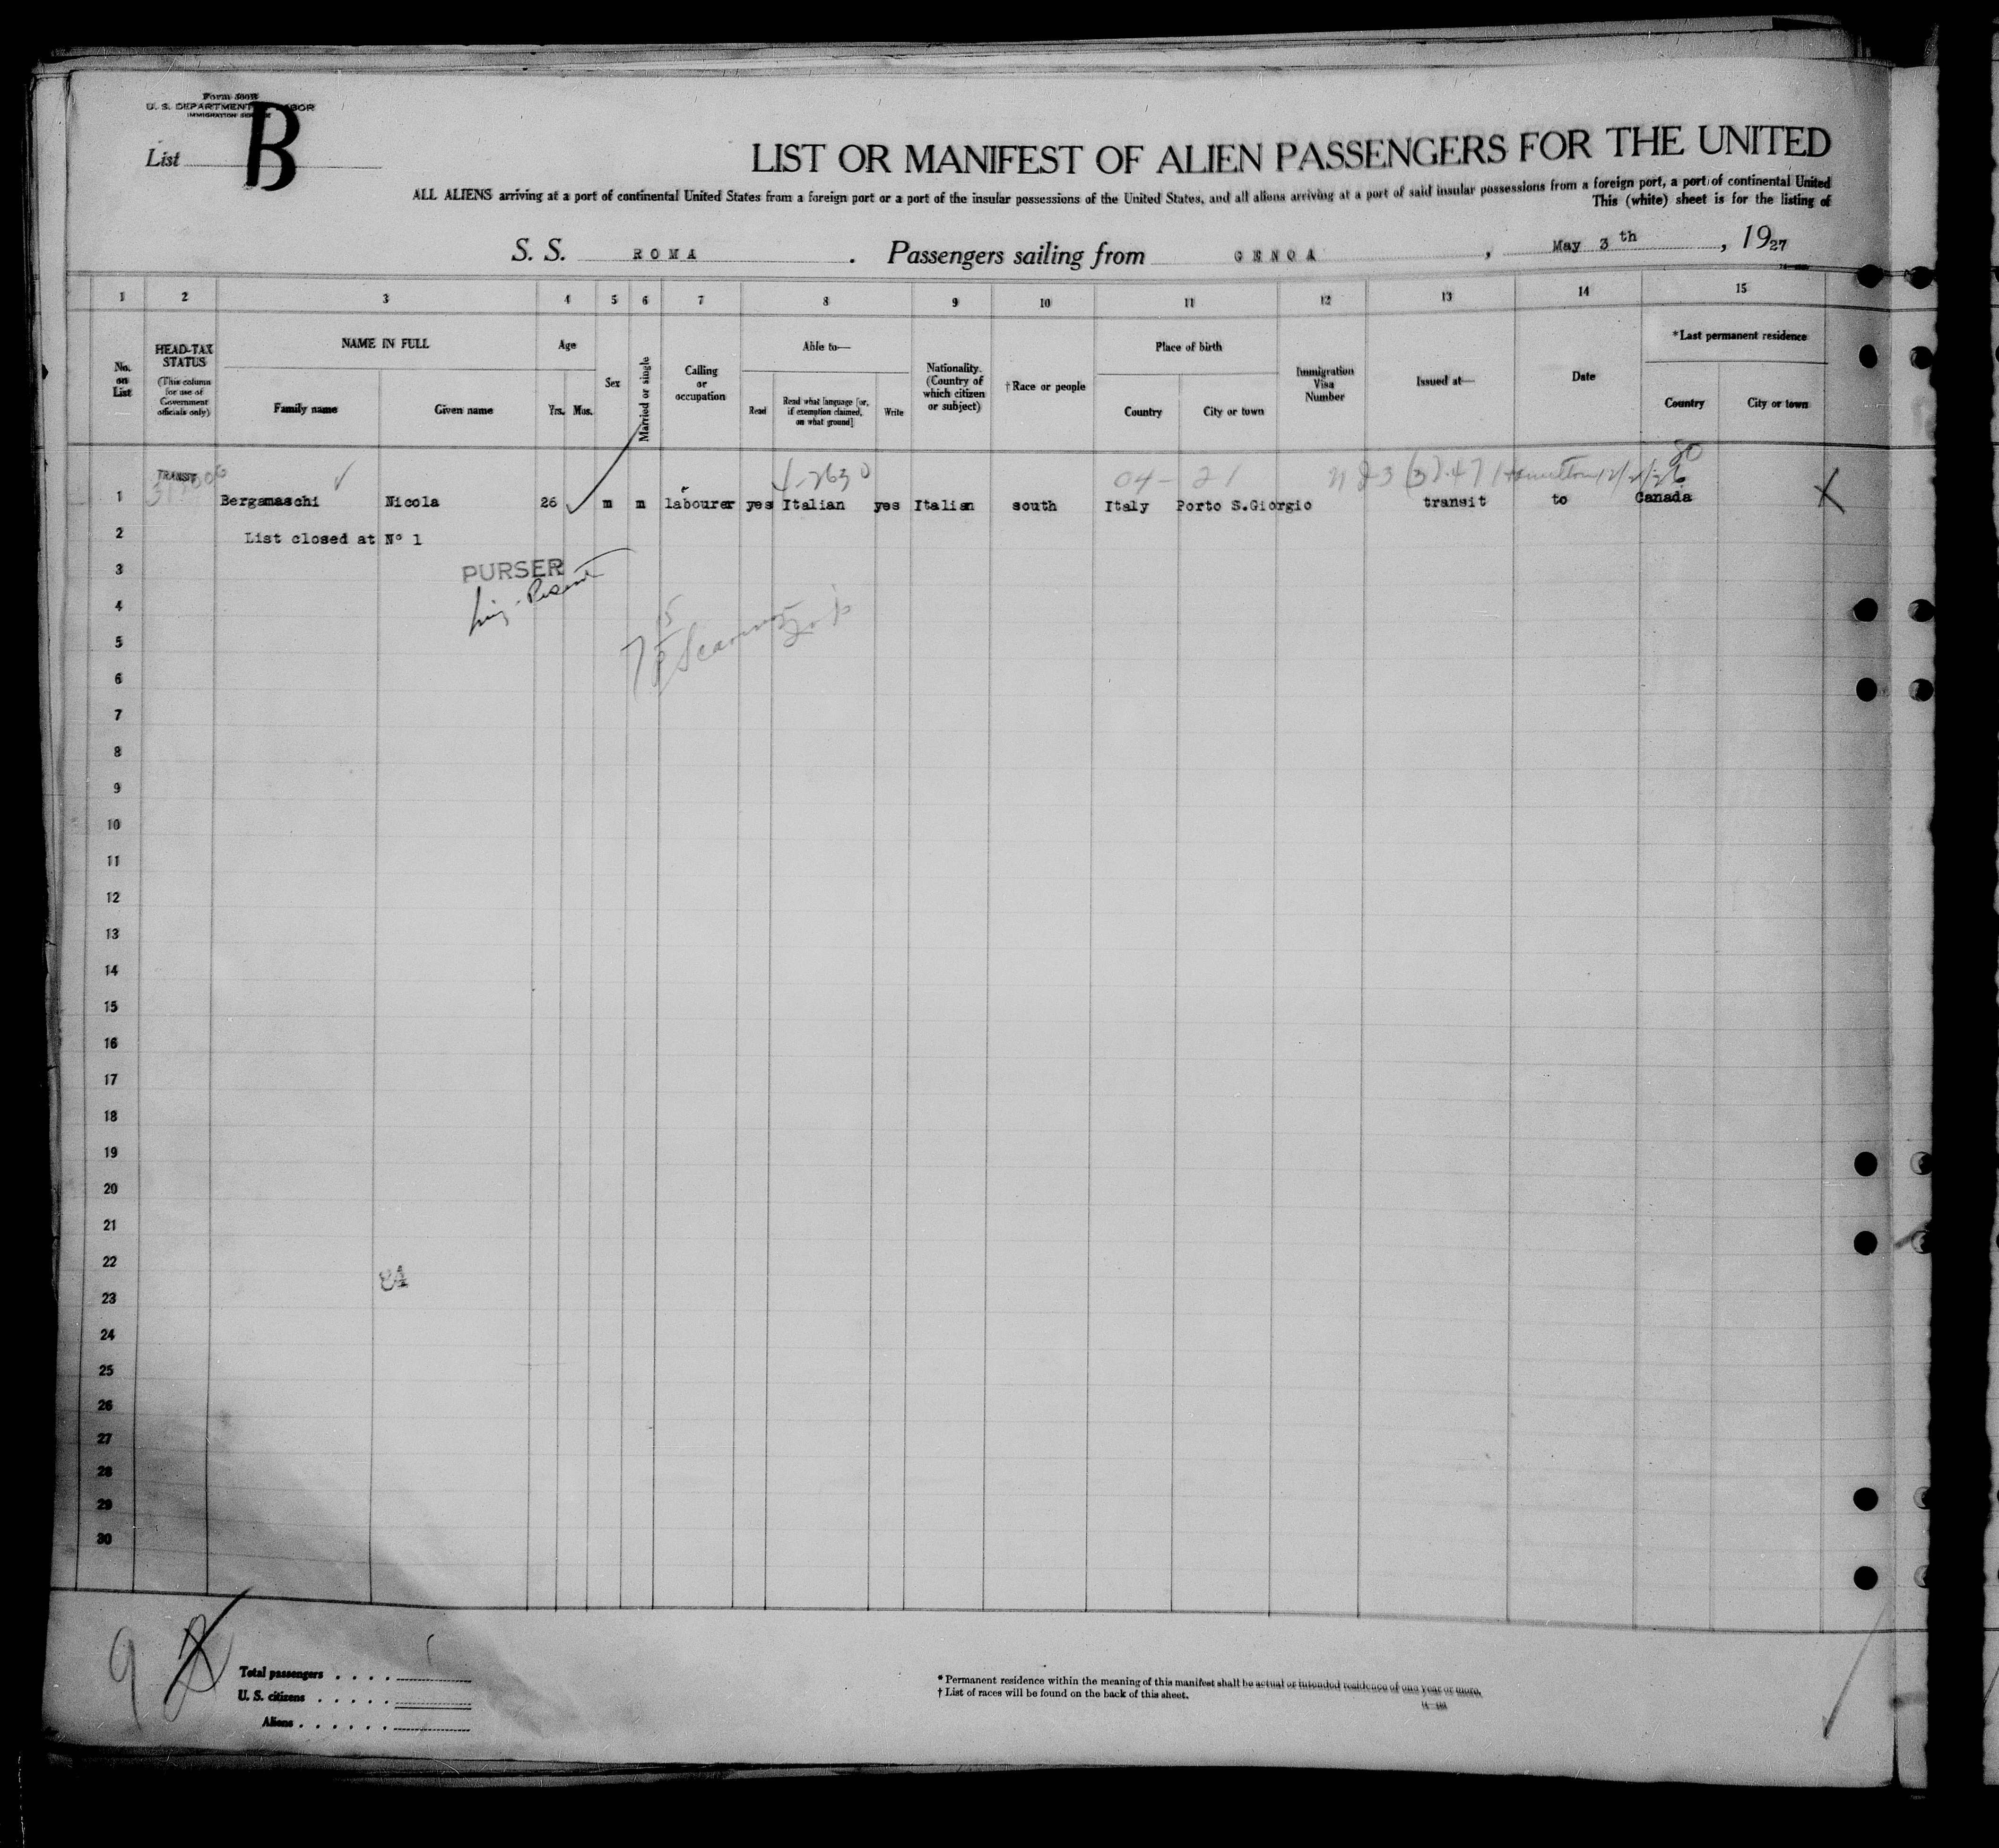 Form 500B
U. S. DEPARTMENT LABOR
IMMIGRATION
List B
LIST OR MANIFEST OF ALIEN PASSENGERS FOR THE UNITED
ALL ALIENS arriving at a port of continental United States from a foreign port or a port of the insular possessions of the United States, and all aliens arriving at a port of said insular possessions from a foreign port, a port of continental United
This (white) sheet is for the listing of
S. S. ROMA. Passengers sailing from GENOA, May 3th, 1927
1 2 3 4 5 6 7 8 9 10 11 12 13 14 15
No. on List
HEAD-TAX STATUS (This column for use of Government officials only)
NAME IN FULL
Family name Given name
Age
Yrs. Mos.
Sex
Married or single
Calling or occupation
Able to—
Read
Read what language [or, if exemption claimed, on what ground]
Write
Nationality. (Country of which citizen or subject)
†Race or people
Place of birth
Country City or town
Immigration Visa Number
Issued at—
Date
*Last permanent residence
Country City or town
TRANSIT
4-2630 04- 21 80
1 Bergamaschi Nicola 26 m m labourer yes Italian yes Italian south Italy Porto S.Giorgio transit to Canada X
2 List closed at Nº 1
3
PURSER
4
5
6
7
8
9
10
11
12
13
14
15
16
17
18
19
20
21
22
23
24
25
26
27
28
29
30
9
Total passengers . . . .
U. S. citizens . . . . .
Aliens . . . . . .
* Permanent residence within the meaning of this manifest shall be actual or intended residence of one year or more.
† List of races will be found on the back of this sheet.